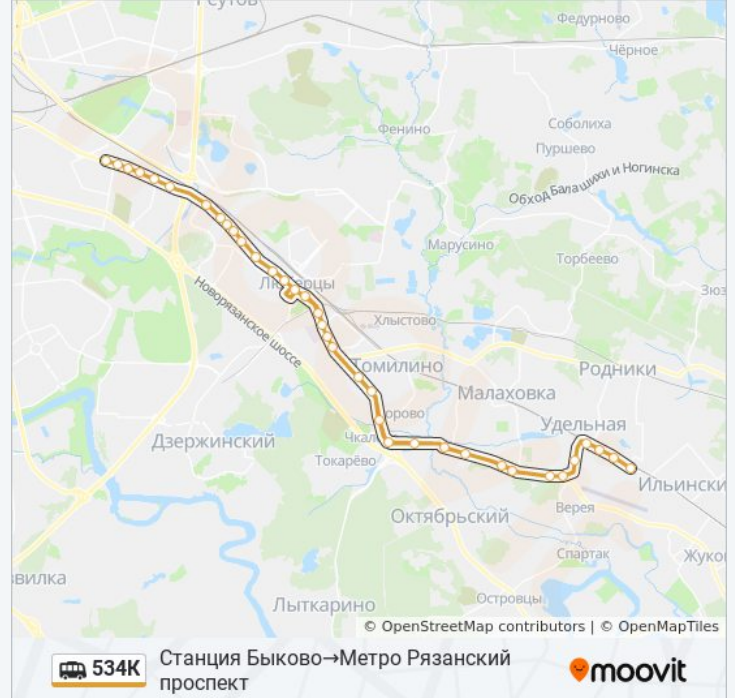 Реутов
Федурново
Чёрное
Соболиха
Фенино
Пуршево
Обход Балашихи и Ногинска
Марусино
Торбеево
Зюз
Люберцы
Новорязанское шоссе
Хлыстово
Томилино
Родники
Малаховка
орово
Удельная
Чкал
Дзержинский
Токарёво
Ильински
Октябрьский
Верея
Спартак
Жуко
звилка
Островцы
Лыткарино
© OpenStreetMap contributors | © OpenMapTiles
534К Станция Быково→Метро Рязанский
проспект
moovit